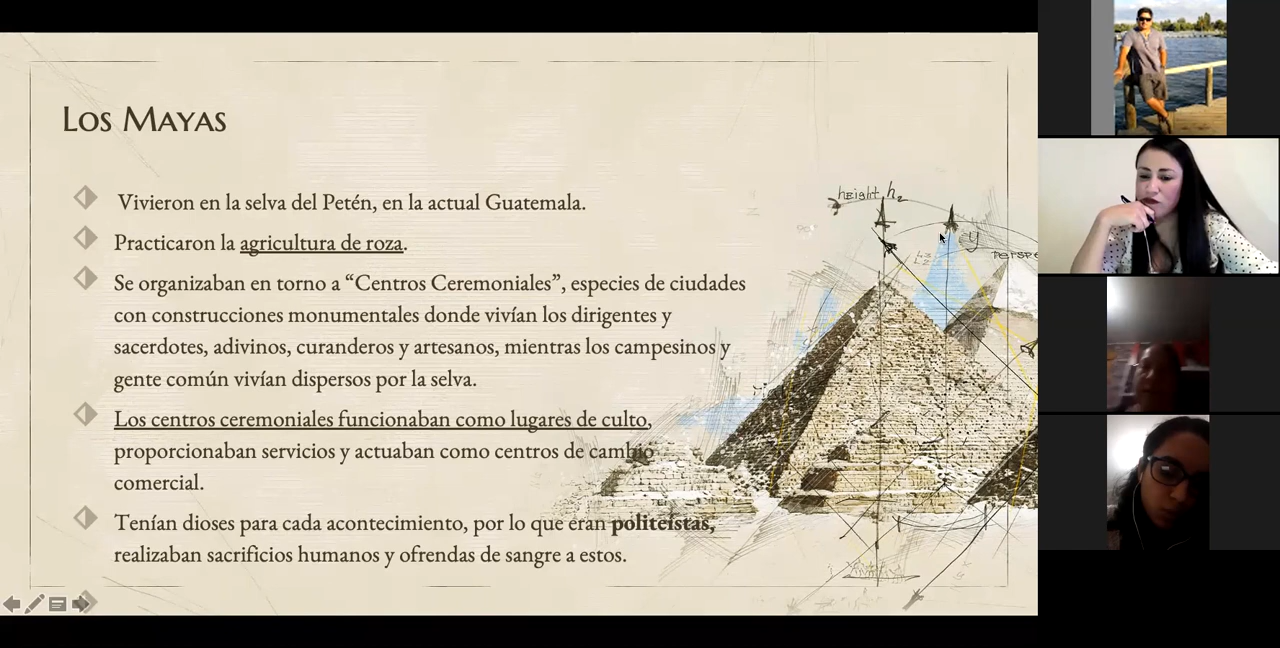 Los Mayas
height h2
Vivieron en la selva del Petén, en la actual Guatemala.
y
Practicaron la agricultura de roza.
Se organizaban en torno a “Centros Ceremoniales”, especies de ciudades
con construcciones monumentales donde vivían los dirigentes y
sacerdotes, adivinos, curanderos y artesanos, mientras los campesinos y
gente común vivían dispersos por la selva.
Los centros ceremoniales funcionaban como lugares de culto,
proporcionaban servicios y actuaban como centros de cambio
comercial.
Tenían dioses para cada acontecimiento, por lo que eran politeístas,
realizaban sacrificios humanos y ofrendas de sangre a estos.